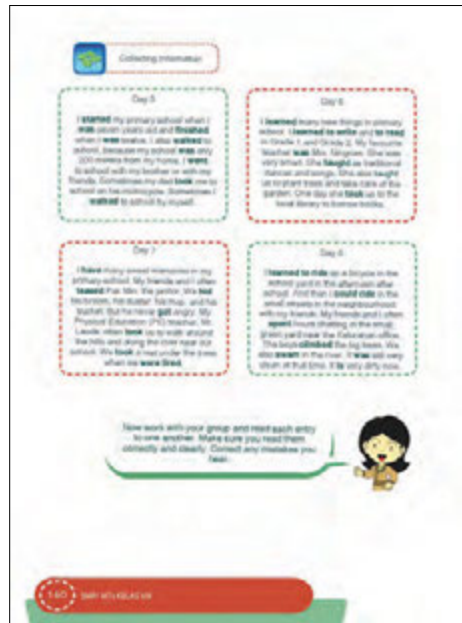 Collecting Information
Day 5
I started my primary school when I
was seven years old and finished
when I was twelve. I also walked to
school, because my school was only
200 meters from my home. I went
to school with my brother or with my
friends. Sometimes my dad took me to
school on his motorcycle. Sometimes I
walked to school by myself.
Day 6
I learned many new things in primary
school. I learned to write and to read
in Grade 1 and Grade 2. My favourite
teacher was Mrs.
very smart. She taught us traditional
dances and songs. She also taught
us to plant trees and take care of the
garden. One day she took us to the
local library to borrow books.
Day 7
I have many sweet memories in my
primary school. My friends and I often
teased Pak Min, the janitor. We hid
his broom, his duster, his mop, and his
bucket. But he never got angry. My
Physical Education (PE) teacher, Mr.
often took us to walk around
the hills and along the river near our
school. We took a rest under the trees
when we were tired.
Day 8
I learned to ride on a bicycle in the
school yard in the afternoon after
school. And then I could ride in the
small streets in the neighbourhood
with my friends. My friends and I often
spent hours chatting in the small
green yard near the Kelurahan office.
The boys climbed the big trees. We
also swam in the river. It was still very
clean at that time. It is very dirty now.
Now work with your group and read each entry
to one another. Make sure you read them
correctly and clearly. Correct any mistakes you
hear.
160
SMP/MTs KELAS VIII